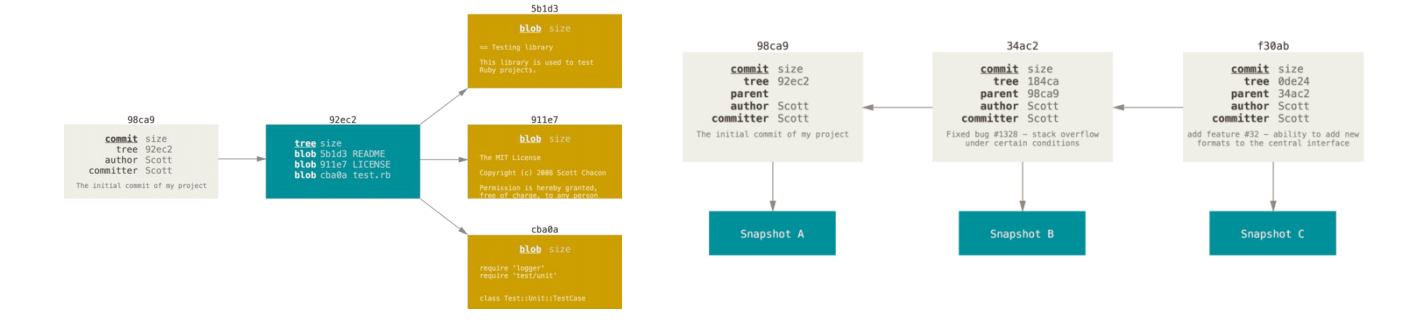 98ca9
commit size
tree 92ec2
author Scott
committer Scott
The initial commit of my project
92ec2
tree size
blob 5b1d3 README
blob 911e7 LICENSE
blob cba0a test.rb
5b1d3
blob size
== Testing library
This library is used to test
Ruby projects.
911e7
blob size
The MIT License
Copyright (c) 2008 Scott Chacon
Permission is hereby granted,
free of charge, to any person
cba0a
blob size
require 'logger'
require 'test/unit'
class Test::Unit::TestCase
98ca9
commit size
tree 92ec2
parent
author Scott
committer Scott
The initial commit of my project
Snapshot A
34ac2
commit size
tree 184ca
parent 98ca9
author Scott
committer Scott
Fixed bug #1328 - stack overflow
under certain conditions
Snapshot B
f30ab
commit size
tree 0de24
parent 34ac2
author Scott
committer Scott
add feature #32 - ability to add new
formats to the central interface
Snapshot C